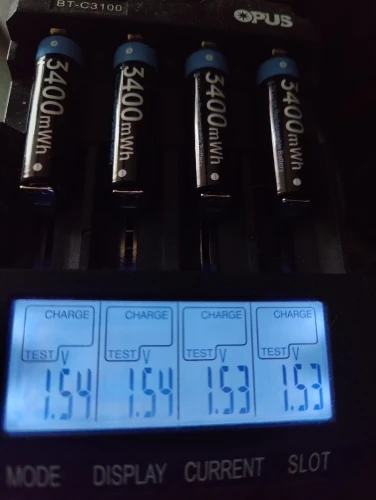 BT-C3100
OPUS
3400mWh
3400mWh
3400mWh
3400mWh
CHARGE CHARGE CHARGE CHARGE
TEST V TEST V TEST V TEST V
1.54 1.54 1.53 1.53
MODE DISPLAY CURRENT SLOT